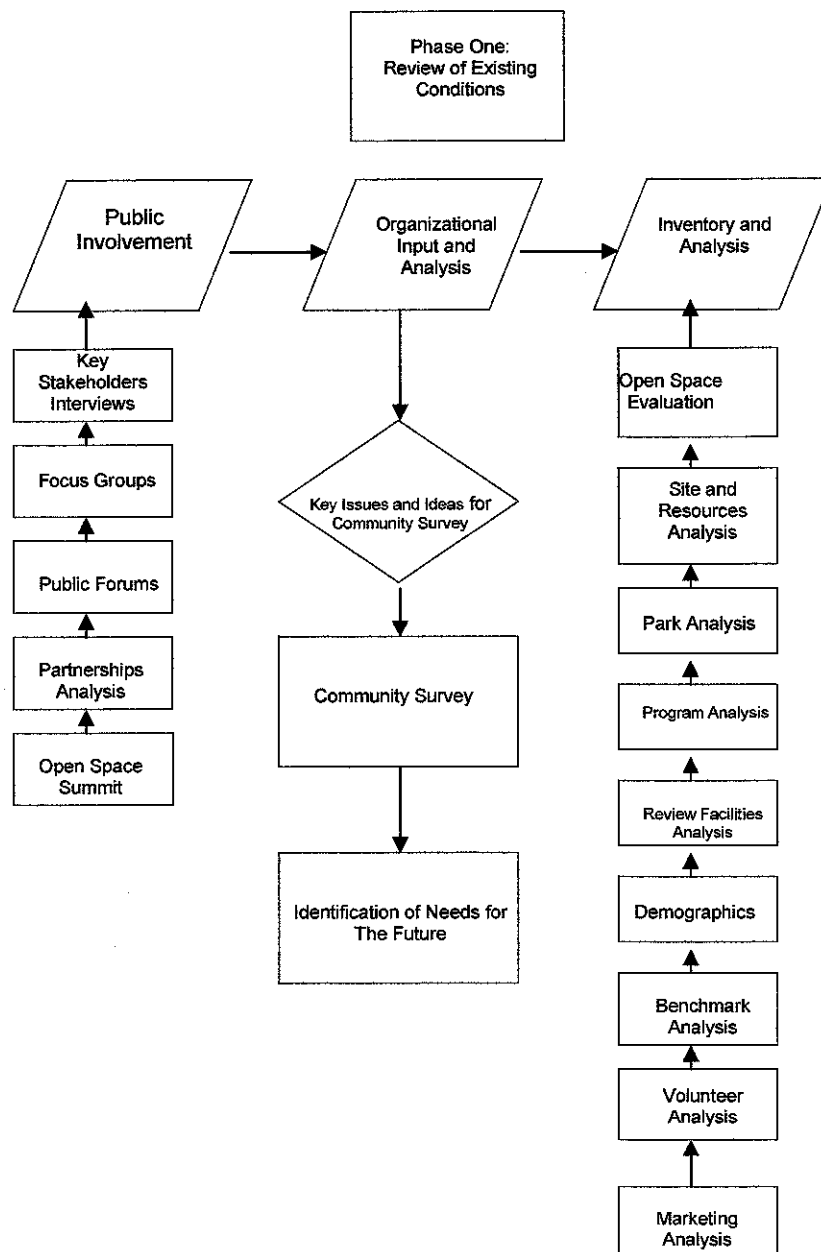 Phase One:
Review of Existing
Conditions
Public
Involvement
Organizational
Input and
Analysis
Inventory and
Analysis
Key
Stakeholders
Interviews
Focus Groups
Public Forums
Partnerships
Analysis
Open Space
Summit
Key Issues and Ideas for
Community Survey
Community Survey
Identification of Needs for
The Future
Open Space
Evaluation
Site and
Resources
Analysis
Park Analysis
Program Analysis
Review Facilities
Analysis
Demographics
Benchmark
Analysis
Volunteer
Analysis
Marketing
Analysis